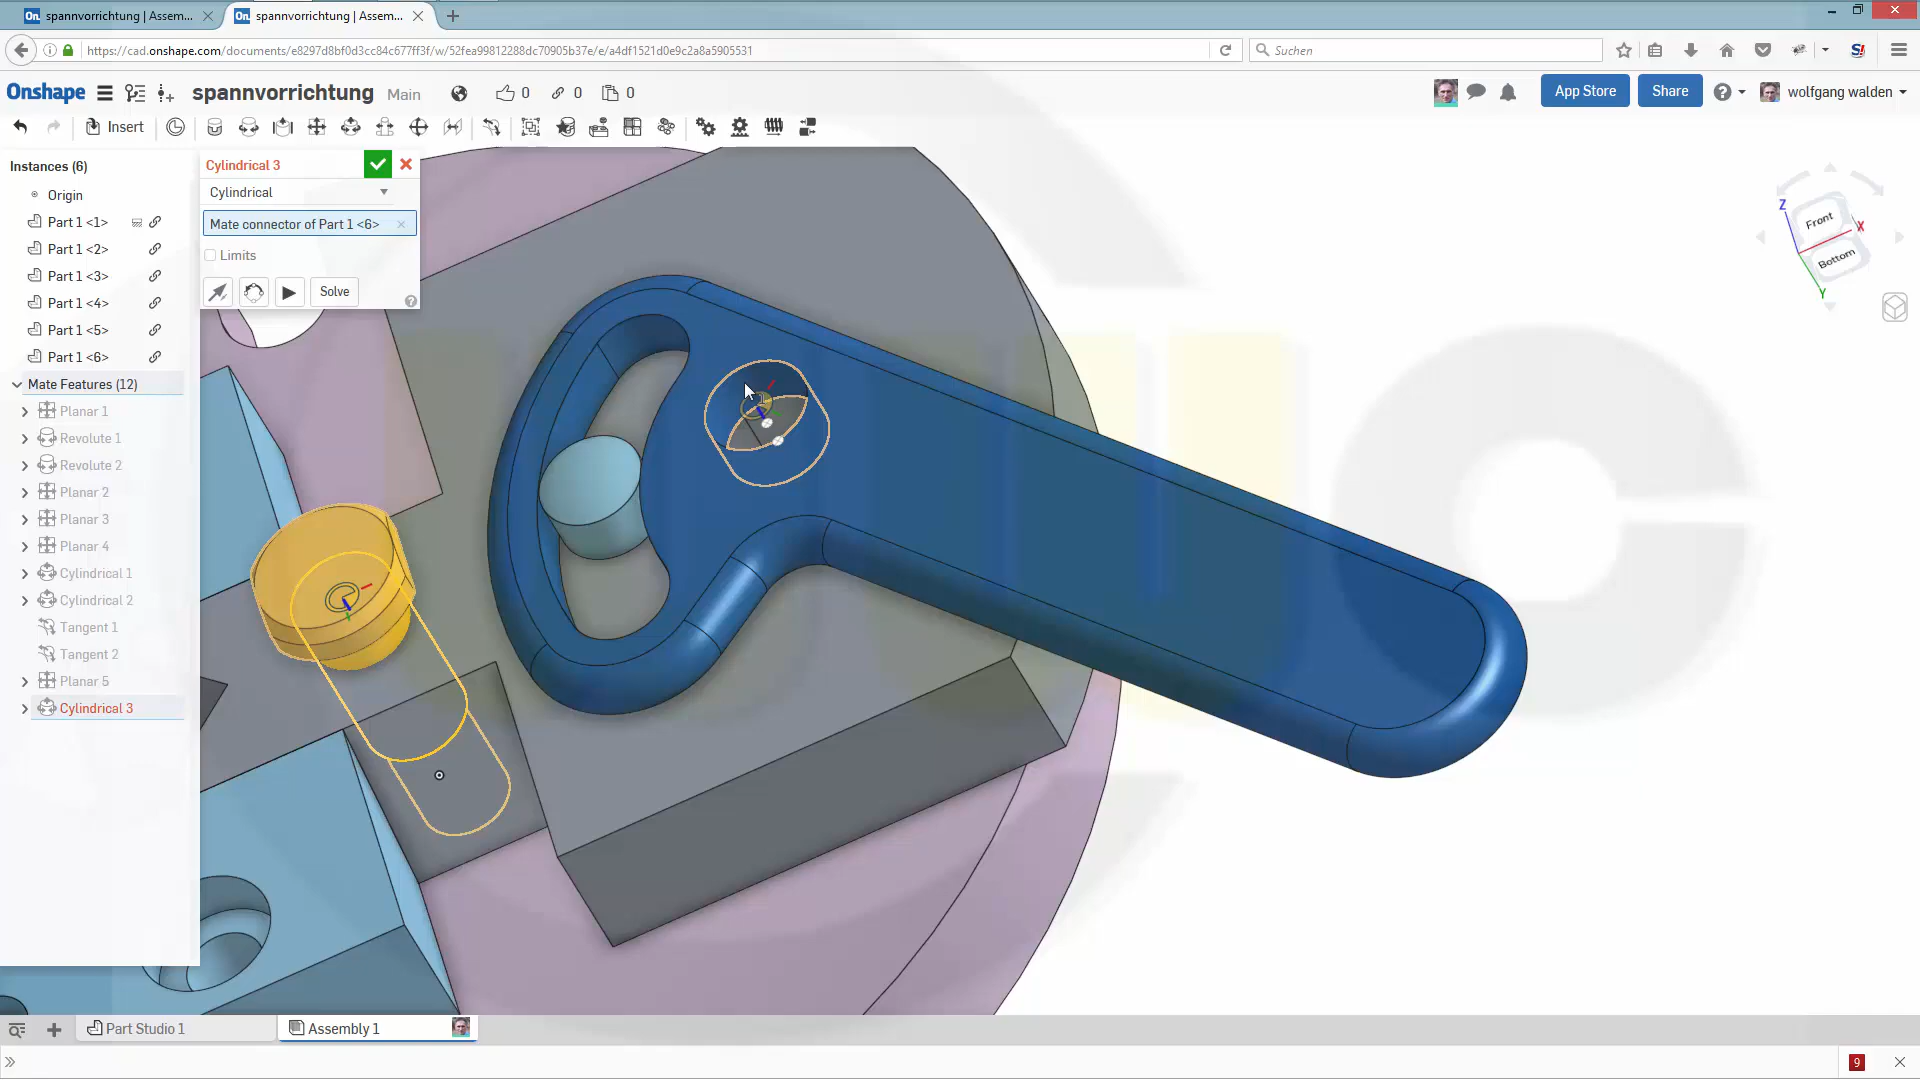 spannvorrichtung | Assem...
spannvorrichtung | Assem...
https://cad.onshape.com/documents/e8297d8bf0d3cc84c677ff3f/w/52fea99812288dc70905b37e/e/a4df1521d0e9c2a8a5905531
Suchen
Onshape
spannvorrichtung Main
0
0
0
App Store
Share
wolfgang walden
Insert
Instances (6)
Origin
Part 1 <1>
Part 1 <2>
Part 1 <3>
Part 1 <4>
Part 1 <5>
Part 1 <6>
Mate Features (12)
Planar 1
Revolute 1
Revolute 2
Planar 2
Planar 3
Planar 4
Cylindrical 1
Cylindrical 2
Tangent 1
Tangent 2
Planar 5
Cylindrical 3
Cylindrical 3
Cylindrical
Mate connector of Part 1 <6>
Limits
Solve
Z
Front
X
Bottom
Y
Part Studio 1
Assembly 1
9